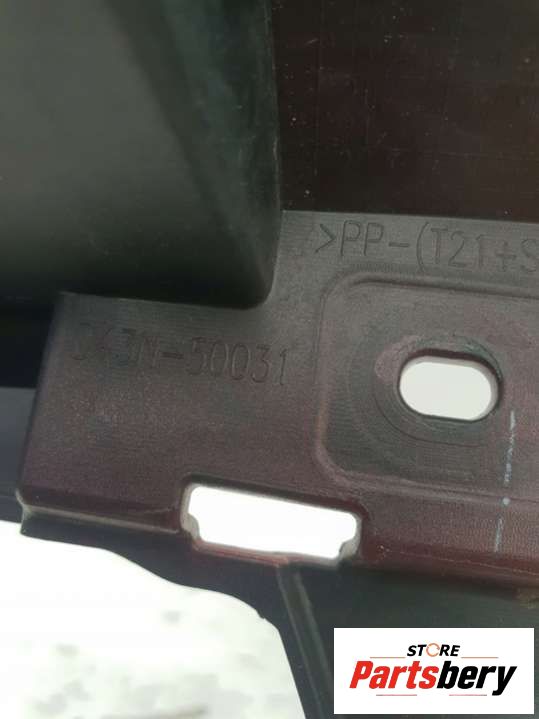 >PP-(T21+S
-50031
STORE
Partsbery